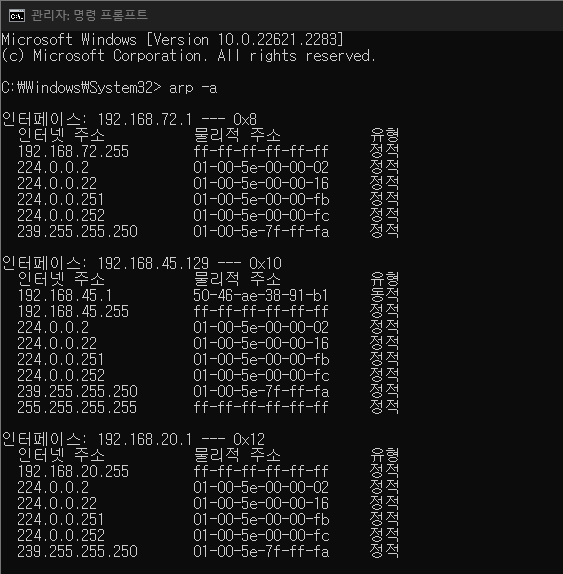 관리자: 명령 프롬프트
Microsoft Windows [Version 10.0.22621.2283]
(c) Microsoft Corporation. All rights reserved.
C:\Windows\System32> arp -a
인터페이스: 192.168.72.1 --- 0x8
인터넷 주소 물리적 주소 유형
192.168.72.255 ff-ff-ff-ff-ff-ff 정적
224.0.0.2 01-00-5e-00-00-02 정적
224.0.0.22 01-00-5e-00-00-16 정적
224.0.0.251 01-00-5e-00-00-fb 정적
224.0.0.252 01-00-5e-00-00-fc 정적
239.255.255.250 01-00-5e-7f-ff-fa 정적
인터페이스: 192.168.45.129 --- 0x10
인터넷 주소 물리적 주소 유형
192.168.45.1 50-46-ae-38-91-b1 동적
192.168.45.255 ff-ff-ff-ff-ff-ff 정적
224.0.0.2 01-00-5e-00-00-02 정적
224.0.0.22 01-00-5e-00-00-16 정적
224.0.0.251 01-00-5e-00-00-fb 정적
224.0.0.252 01-00-5e-00-00-fc 정적
239.255.255.250 01-00-5e-7f-ff-fa 정적
255.255.255.255 ff-ff-ff-ff-ff-ff 정적
인터페이스: 192.168.20.1 --- 0x12
인터넷 주소 물리적 주소 유형
192.168.20.255 ff-ff-ff-ff-ff-ff 정적
224.0.0.2 01-00-5e-00-00-02 정적
224.0.0.22 01-00-5e-00-00-16 정적
224.0.0.251 01-00-5e-00-00-fb 정적
224.0.0.252 01-00-5e-00-00-fc 정적
239.255.255.250 01-00-5e-7f-ff-fa 정적